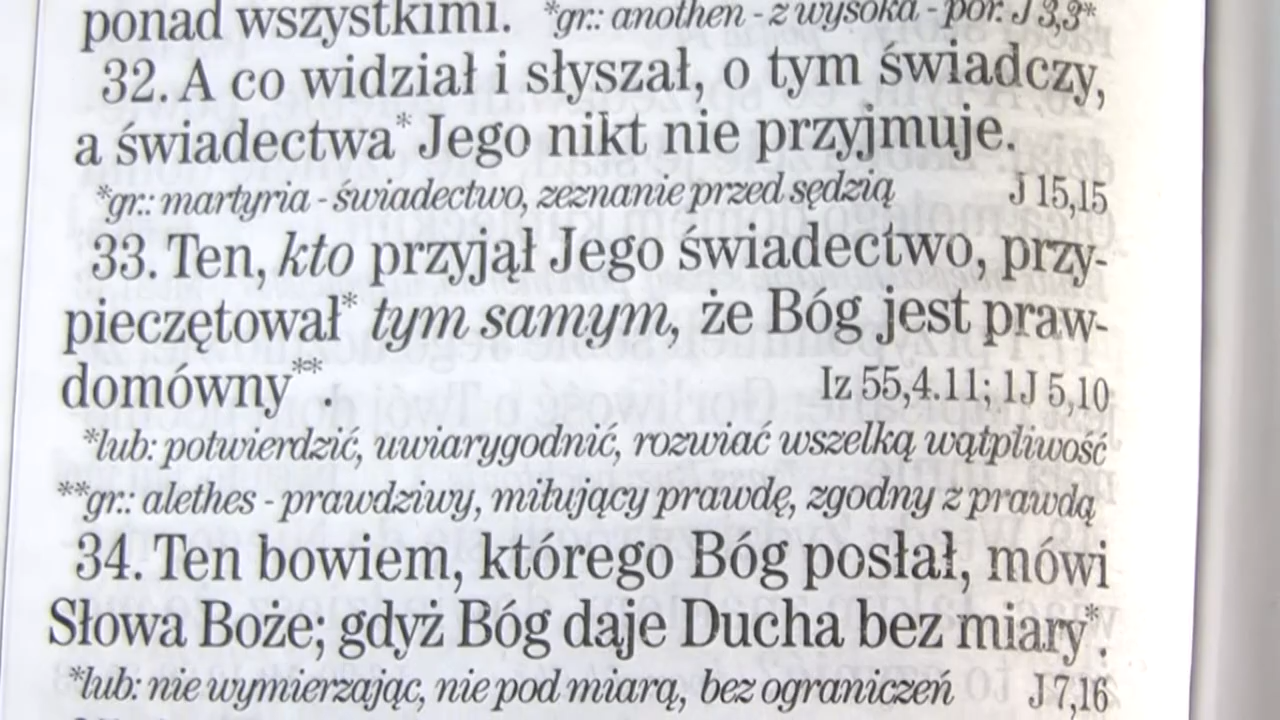 ponad wszystkimi. *gr.: anothen - z wysoka - por. J 3,3*
32. A co widział i słyszał, o tym świadczy,
a świadectwa* Jego nikt nie przyjmuje.
*gr.: martyria - świadectwo, zeznanie przed sędzią J 15,15
33. Ten, kto przyjął Jego świadectwo, przy-
pieczętował* tym samym, że Bóg jest praw-
domówny**. Iz 55,4.11; 1J 5,10
*lub: potwierdzić, uwiarygodnić, rozwiać wszelką wątpliwość
**gr.: alethes - prawdziwy, miłujący prawdę, zgodny z prawdą
34. Ten bowiem, którego Bóg posłał, mówi
Słowa Boże; gdyż Bóg daje Ducha bez miary*.
*lub: nie wymierzając, nie pod miarą, bez ograniczeń J 7,16